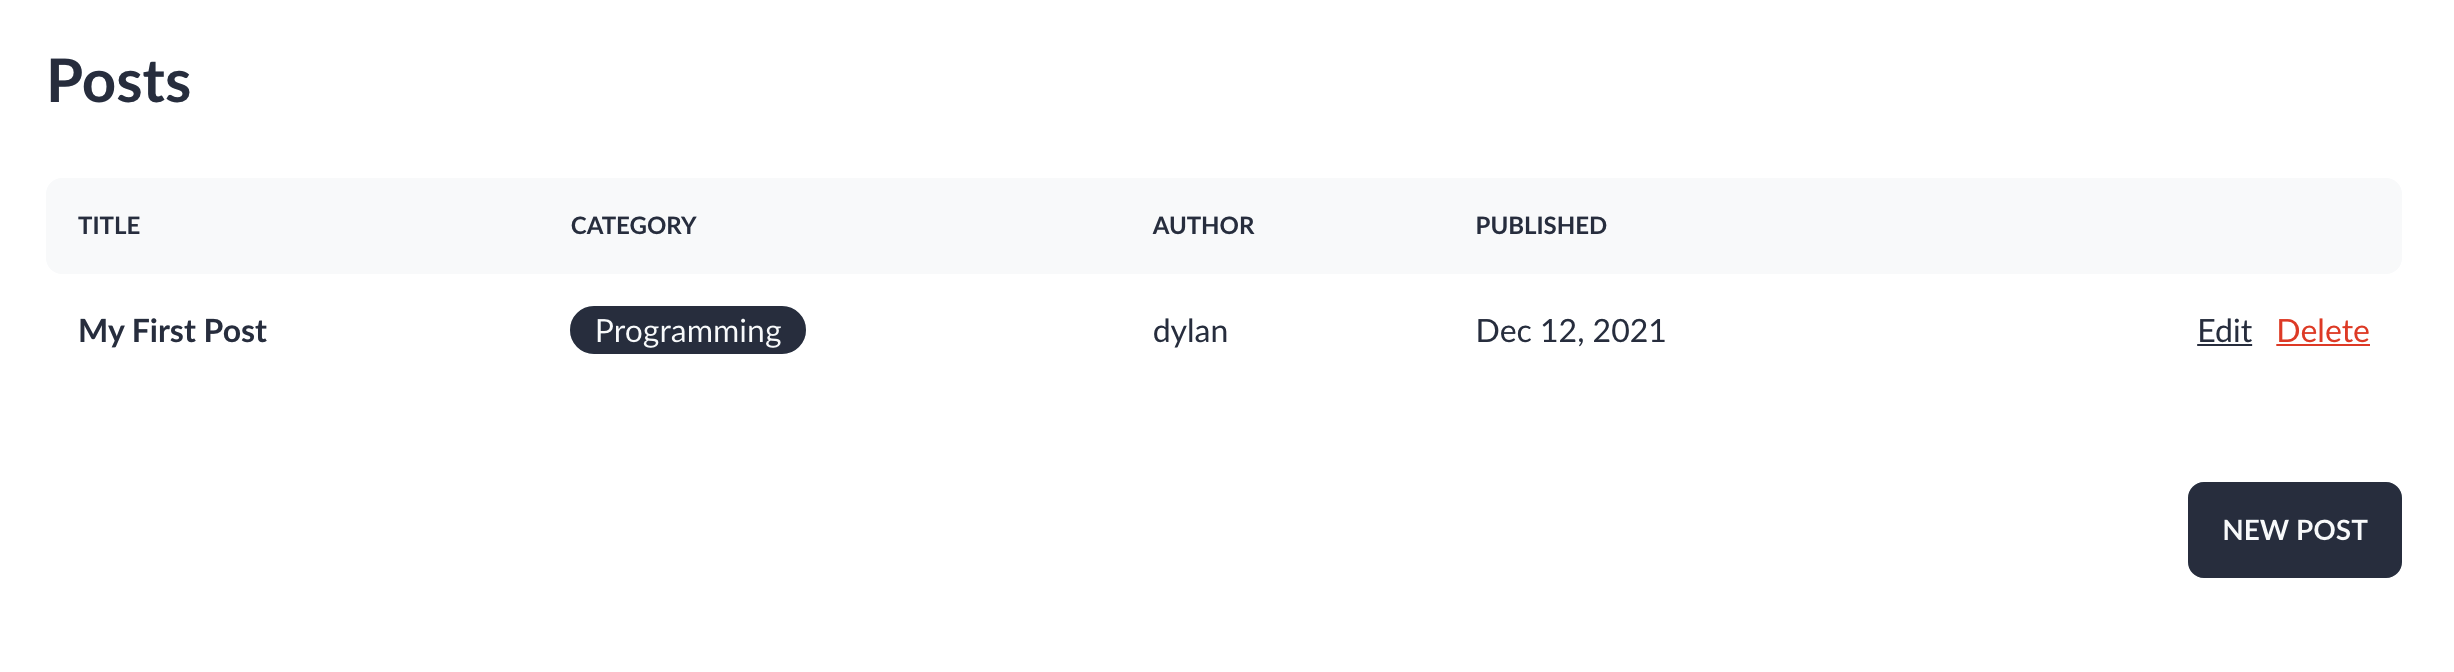 Posts
TITLE CATEGORY AUTHOR PUBLISHED
My First Post Programming dylan Dec 12, 2021 Edit Delete
NEW POST